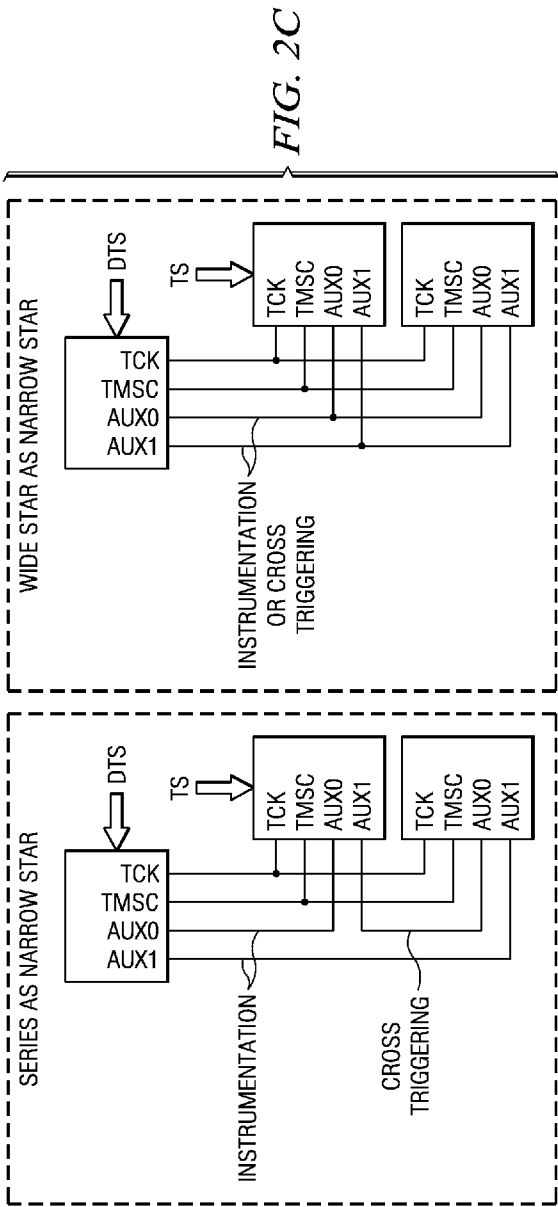 SERIES AS NARROW STAR
DTS
TCK
TMSC
AUX0
AUX1
TS
TCK
TMSC
AUX0
AUX1
TCK
TMSC
AUX0
AUX1
INSTRUMENTATION
CROSS
TRIGGERING
WIDE STAR AS NARROW STAR
DTS
TCK
TMSC
AUX0
AUX1
TS
TCK
TMSC
AUX0
AUX1
TCK
TMSC
AUX0
AUX1
INSTRUMENTATION
OR CROSS
TRIGGERING
FIG. 2C